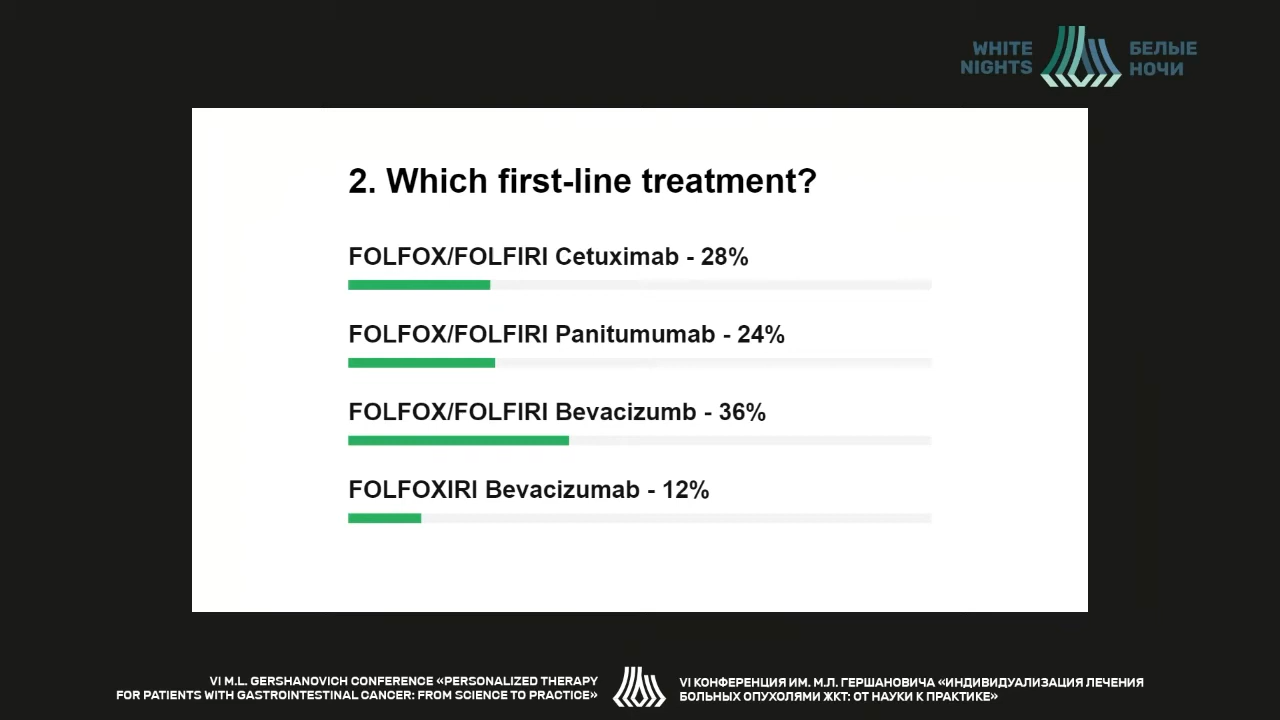 WHITE
NIGHTS
БЕЛЫЕ
НОЧИ
2. Which first-line treatment?
FOLFOX/FOLFIRI Cetuximab - 28%
FOLFOX/FOLFIRI Panitumumab - 24%
FOLFOX/FOLFIRI Bevacizumb - 36%
FOLFOXIRI Bevacizumab - 12%
VI M.L. GERSHANOVICH CONFERENCE «PERSONALIZED THERAPY
FOR PATIENTS WITH GASTROINTESTINAL CANCER: FROM SCIENCE TO PRACTICE»
VI КОНФЕРЕНЦИЯ ИМ. М.Л. ГЕРШАНОВИЧА «ИНДИВИДУАЛИЗАЦИЯ ЛЕЧЕНИЯ
БОЛЬНЫХ ОПУХОЛЯМИ ЖКТ: ОТ НАУКИ К ПРАКТИКЕ»